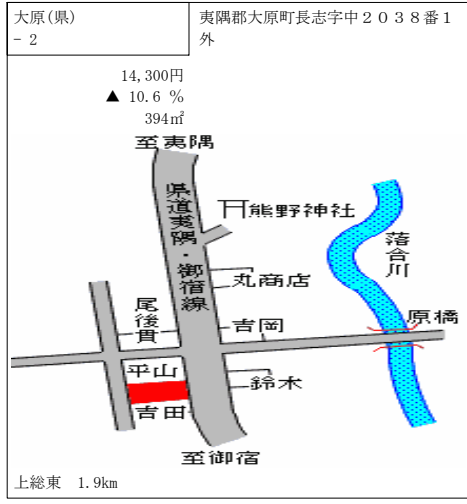 大原(県)
－２
夷隅郡大原町長志字中２０３８番１
外
14,300円
▲ 10.6 %
394㎡
至夷隅
県道夷隅・御宿線
熊野神社
落合川
丸商店
尾後貫
吉岡
原橋
平山
鈴木
吉田
至御宿
上総東　1.9km